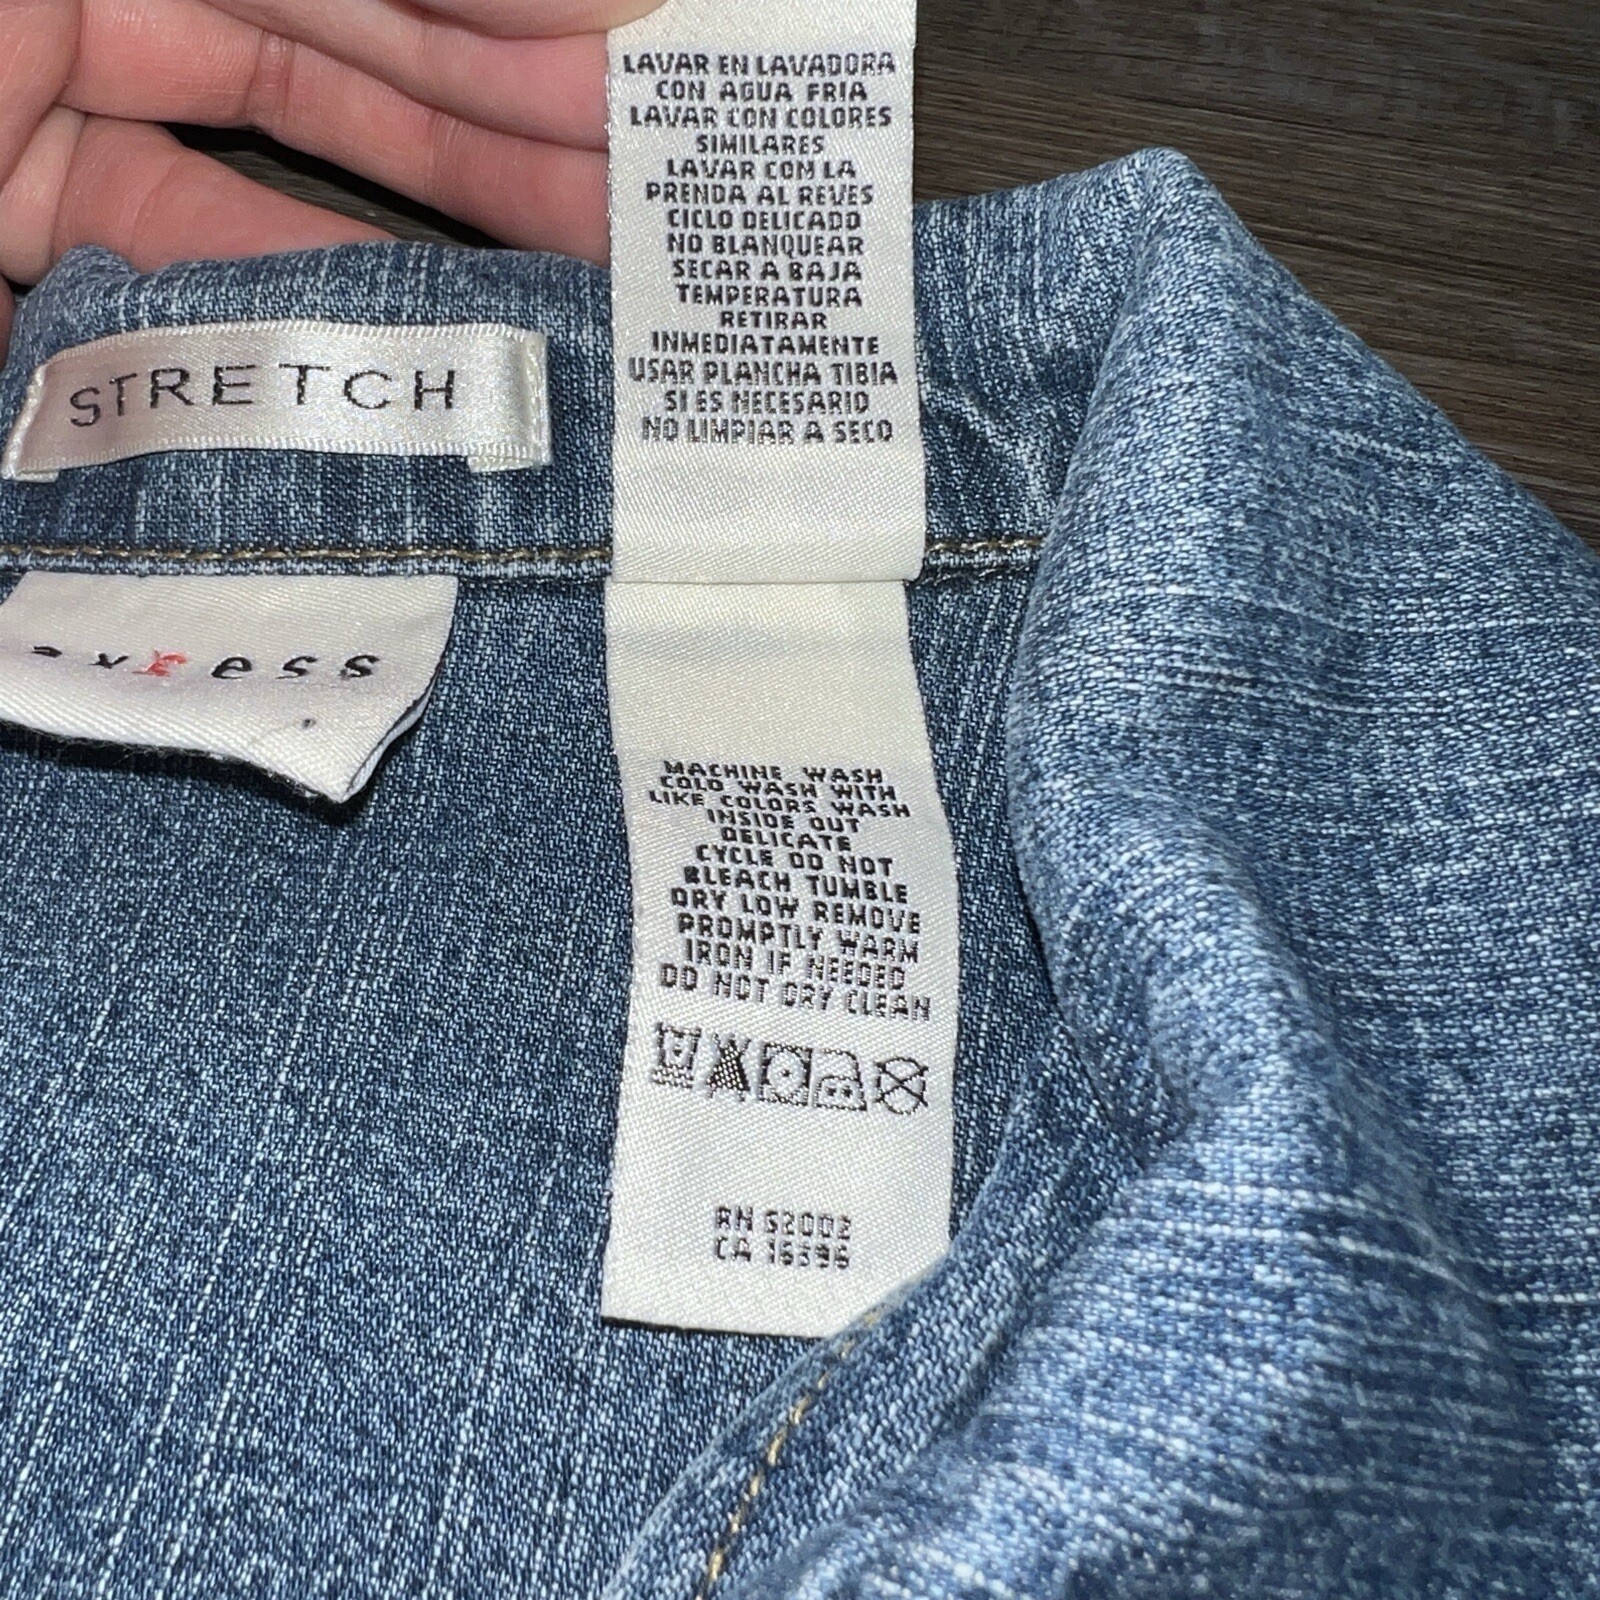 LAVAR EN LAVADORA
CON AGUA FRIA
LAVAR CON COLORES
SIMILARES
LAVAR CON LA
PRENDA AL REVES
CICLO DELICADO
NO BLANQUEAR
SECAR A BAJA
TEMPERATURA
RETIRAR
INMEDIATAMENTE
USAR PLANCHA TIBIA
SI ES NECESARIO
NO LIMPIAR A SECO
STRETCH
MACHINE WASH
COLD WASH WITH
LIKE COLORS WASH
INSIDE OUT
DELICATE
CYCLE DO NOT
BLEACH TUMBLE
DRY LOW REMOVE
PROMPTLY WARM
IRON IF NEEDED
DO NOT DRY CLEAN
RN 52002
CA